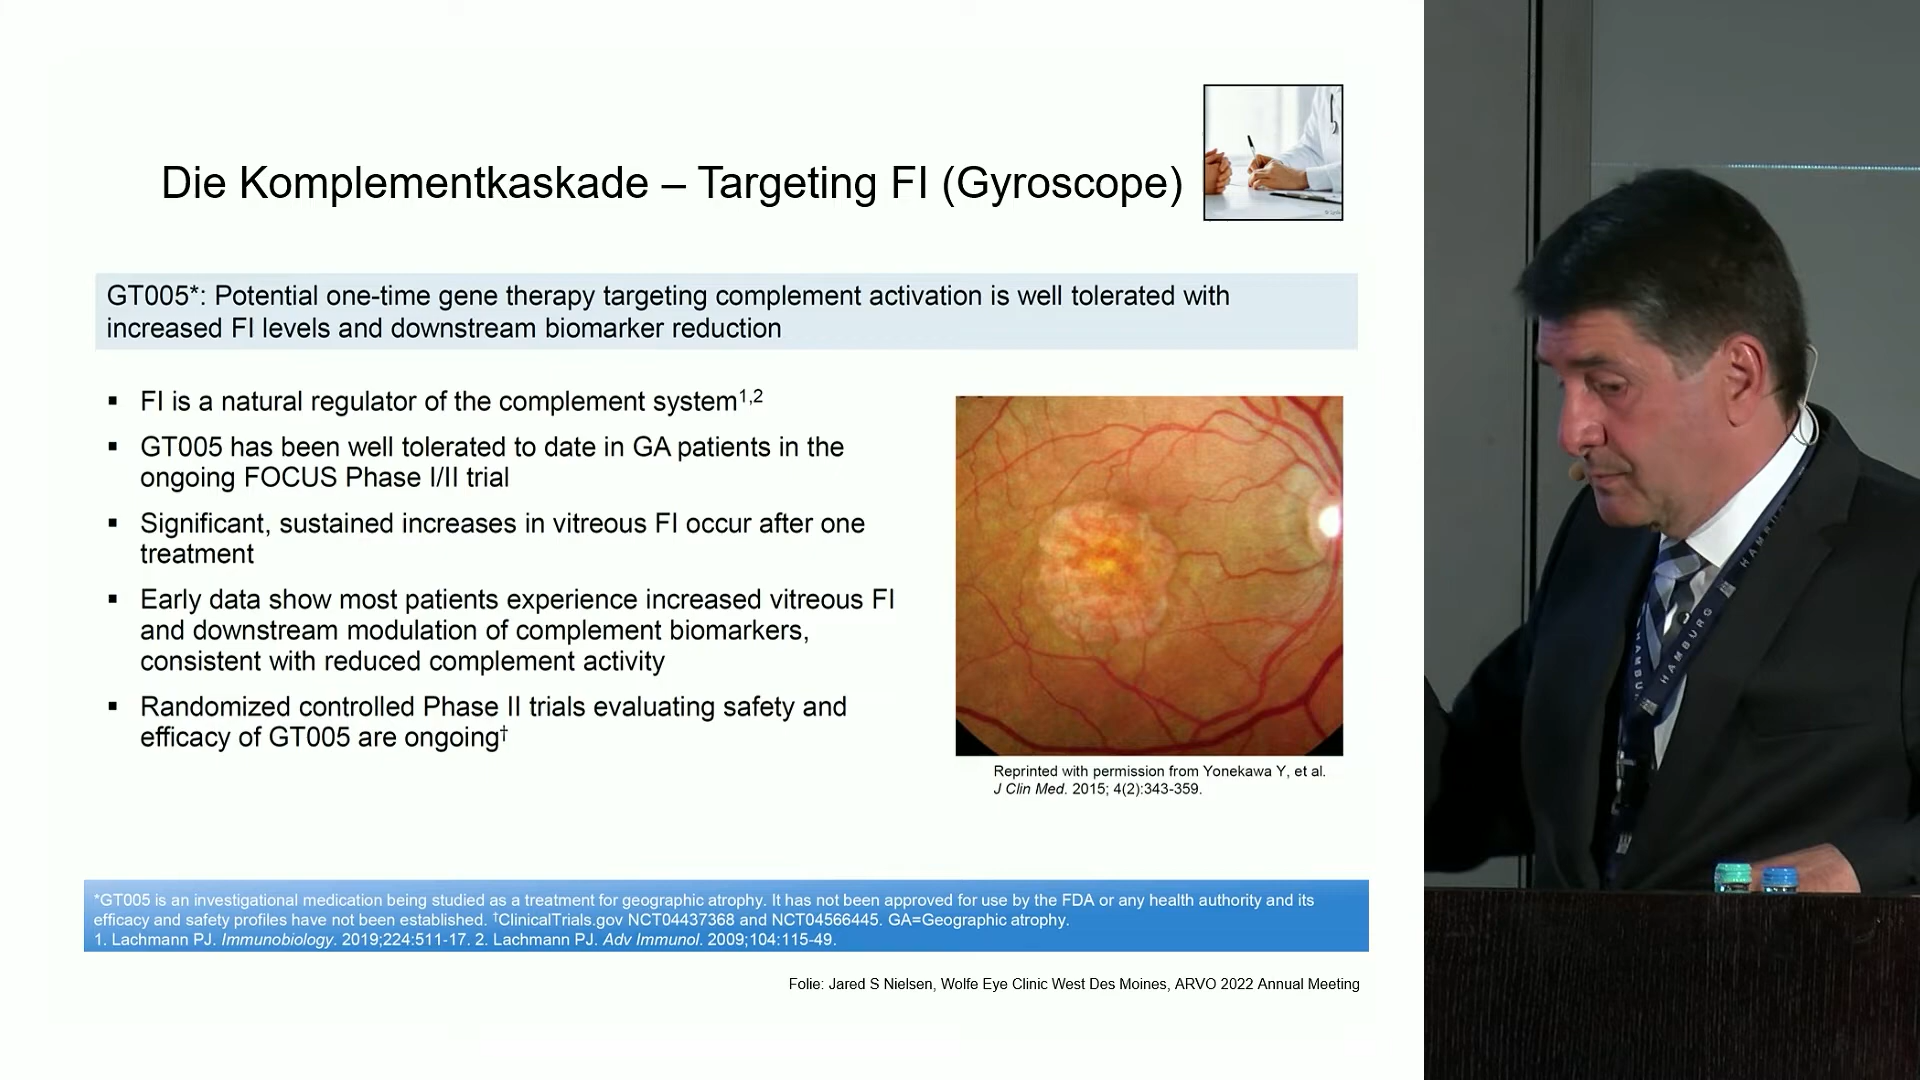 Die Komplementkaskade – Targeting FI (Gyroscope)
GT005*: Potential one-time gene therapy targeting complement activation is well tolerated with
increased FI levels and downstream biomarker reduction
▪ FI is a natural regulator of the complement system1,2
▪ GT005 has been well tolerated to date in GA patients in the
ongoing FOCUS Phase I/II trial
▪ Significant, sustained increases in vitreous FI occur after one
treatment
▪ Early data show most patients experience increased vitreous FI
and downstream modulation of complement biomarkers,
consistent with reduced complement activity
▪ Randomized controlled Phase II trials evaluating safety and
efficacy of GT005 are ongoing†
Reprinted with permission from Yonekawa Y, et al.
J Clin Med. 2015; 4(2):343-359.
*GT005 is an investigational medication being studied as a treatment for geographic atrophy. It has not been approved for use by the FDA or any health authority and its
efficacy and safety profiles have not been established. †ClinicalTrials.gov NCT04437368 and NCT04566445. GA=Geographic atrophy.
1. Lachmann PJ. Immunobiology. 2019;224:511-17. 2. Lachmann PJ. Adv Immunol. 2009;104:115-49.
Folie: Jared S Nielsen, Wolfe Eye Clinic West Des Moines, ARVO 2022 Annual Meeting
HAMBURG